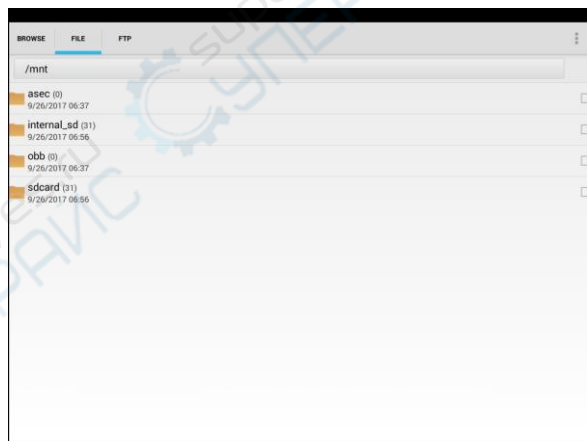 BROWSE FILE FTP
/mnt
asec (0)
9/26/2017 06:37
internal_sd (31)
9/26/2017 06:56
obb (0)
9/26/2017 06:37
sdcard (31)
9/26/2017 06:56